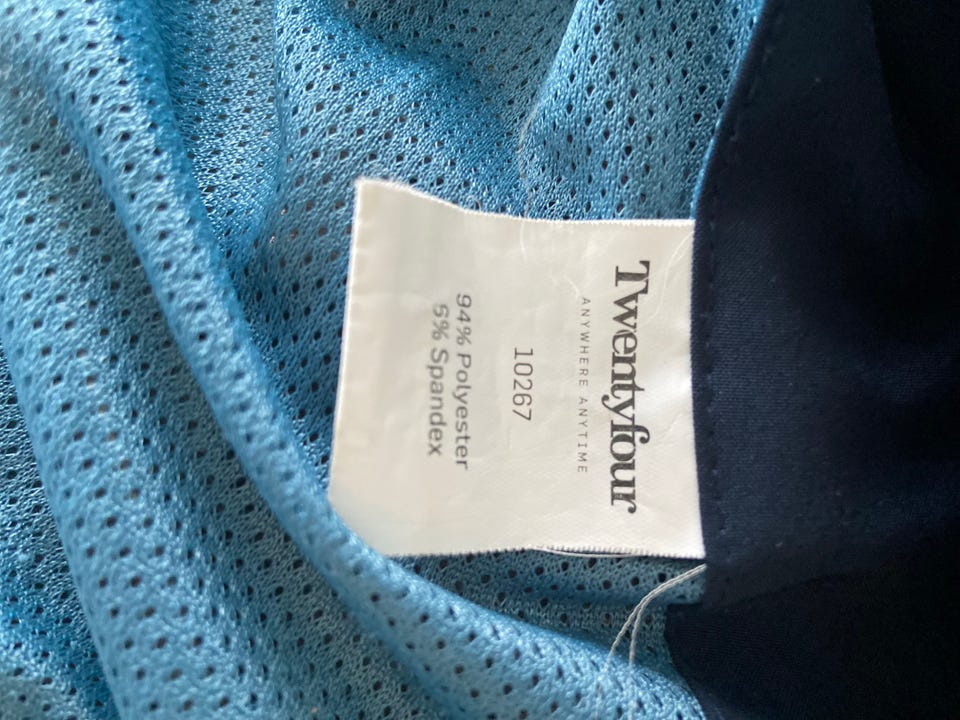 Twentyfour
ANYWHERE ANYTIME
10267
94% Polyester
6% Spandex